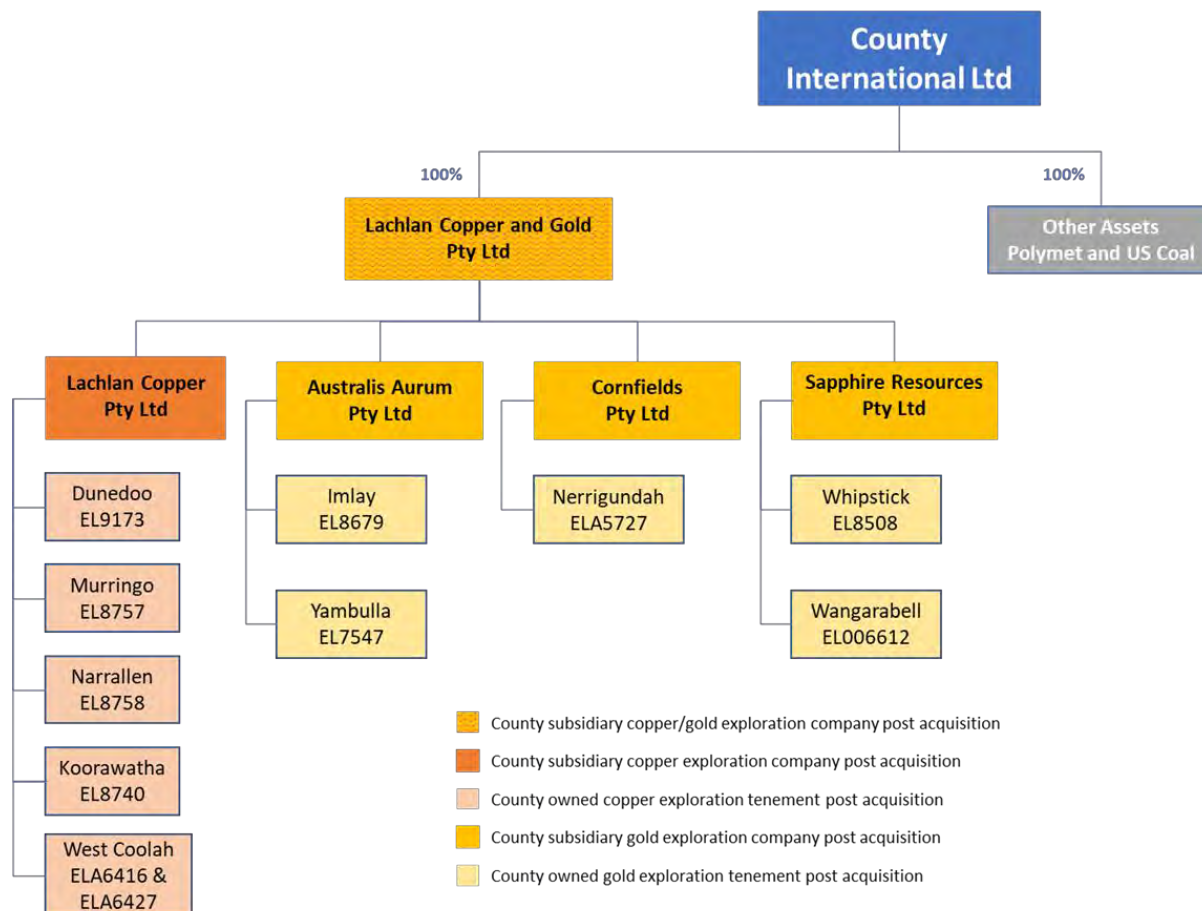 County
International Ltd
100%
100%
Lachlan Copper and Gold
Pty Ltd
Other Assets
Polymet and US Coal
Lachlan Copper
Pty Ltd
Australis Aurum
Pty Ltd
Cornfields
Pty Ltd
Sapphire Resources
Pty Ltd
Dunedoo
EL9173
Murringo
EL8757
Narrallen
EL8758
Koorawatha
EL8740
West Coolah
ELA6416 &
ELA6427
Imlay
EL8679
Yambulla
EL7547
Nerrigundah
ELA5727
Whipstick
EL8508
Wangarabell
EL006612
County subsidiary copper/gold exploration company post acquisition
County subsidiary copper exploration company post acquisition
County owned copper exploration tenement post acquisition
County subsidiary gold exploration company post acquisition
County owned gold exploration tenement post acquisition